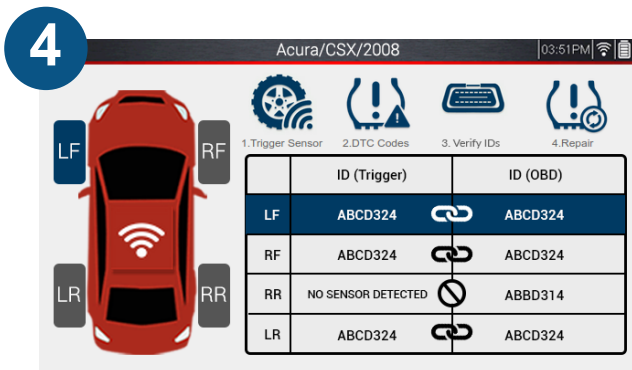 4
Acura/CSX/2008
03:51PM
1.Trigger Sensor
2.DTC Codes
3. Verify IDs
4.Repair
LF
RF
LR
RR
ID (Trigger)
ID (OBD)
LF
ABCD324
ABCD324
RF
ABCD324
ABCD324
RR
NO SENSOR DETECTED
ABBD314
LR
ABCD324
ABCD324